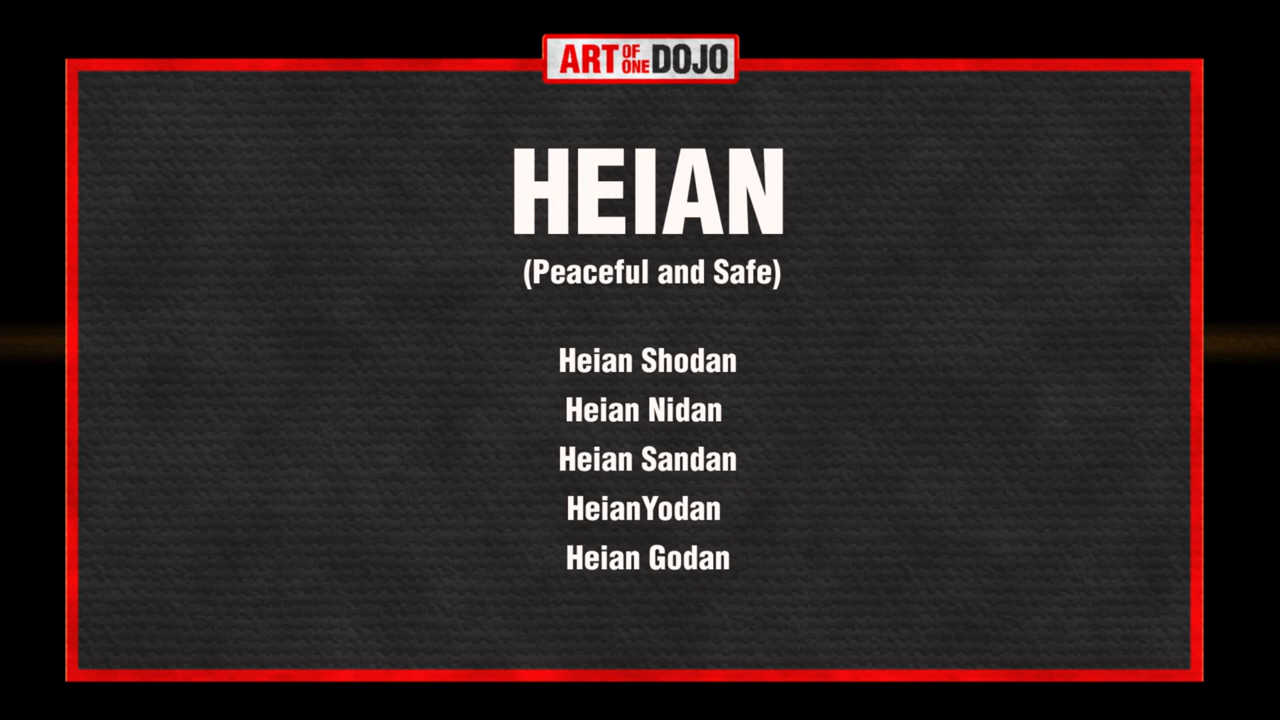 ART OF ONE DOJO
HEIAN
(Peaceful and Safe)
Heian Shodan
Heian Nidan
Heian Sandan
HeianYodan
Heian Godan